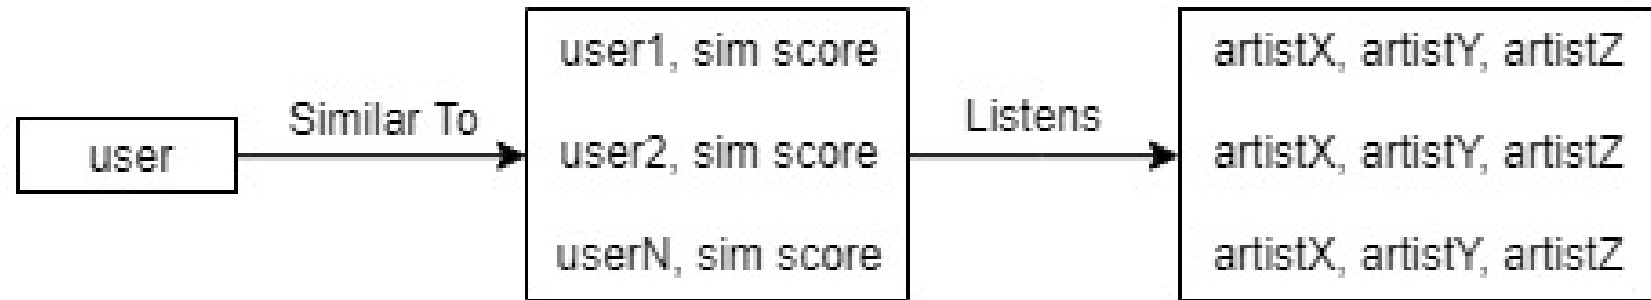 user
Similar To
user1, sim score
user2, sim score
userN, sim score
Listens
artistX, artistY, artistZ
artistX, artistY, artistZ
artistX, artistY, artistZ